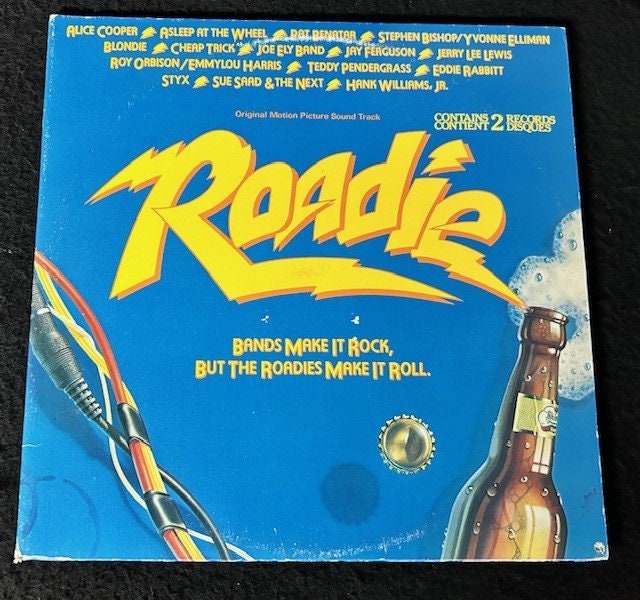 Alice Cooper Asleep at the Wheel Pat Benatar Stephen Bishop/Yvonne Elliman
Blondie Cheap Trick Joe Ely Band Jay Ferguson Jerry Lee Lewis
Roy Orbison/Emmylou Harris Teddy Pendergrass Eddie Rabbitt
Styx Sue Saad & The Next Hank Williams, Jr.
Original Motion Picture Sound Track
CONTAINS 2 RECORDS
CONTIENT DISQUES
Roadie
Bands Make It Rock,
But The Roadies Make It Roll.